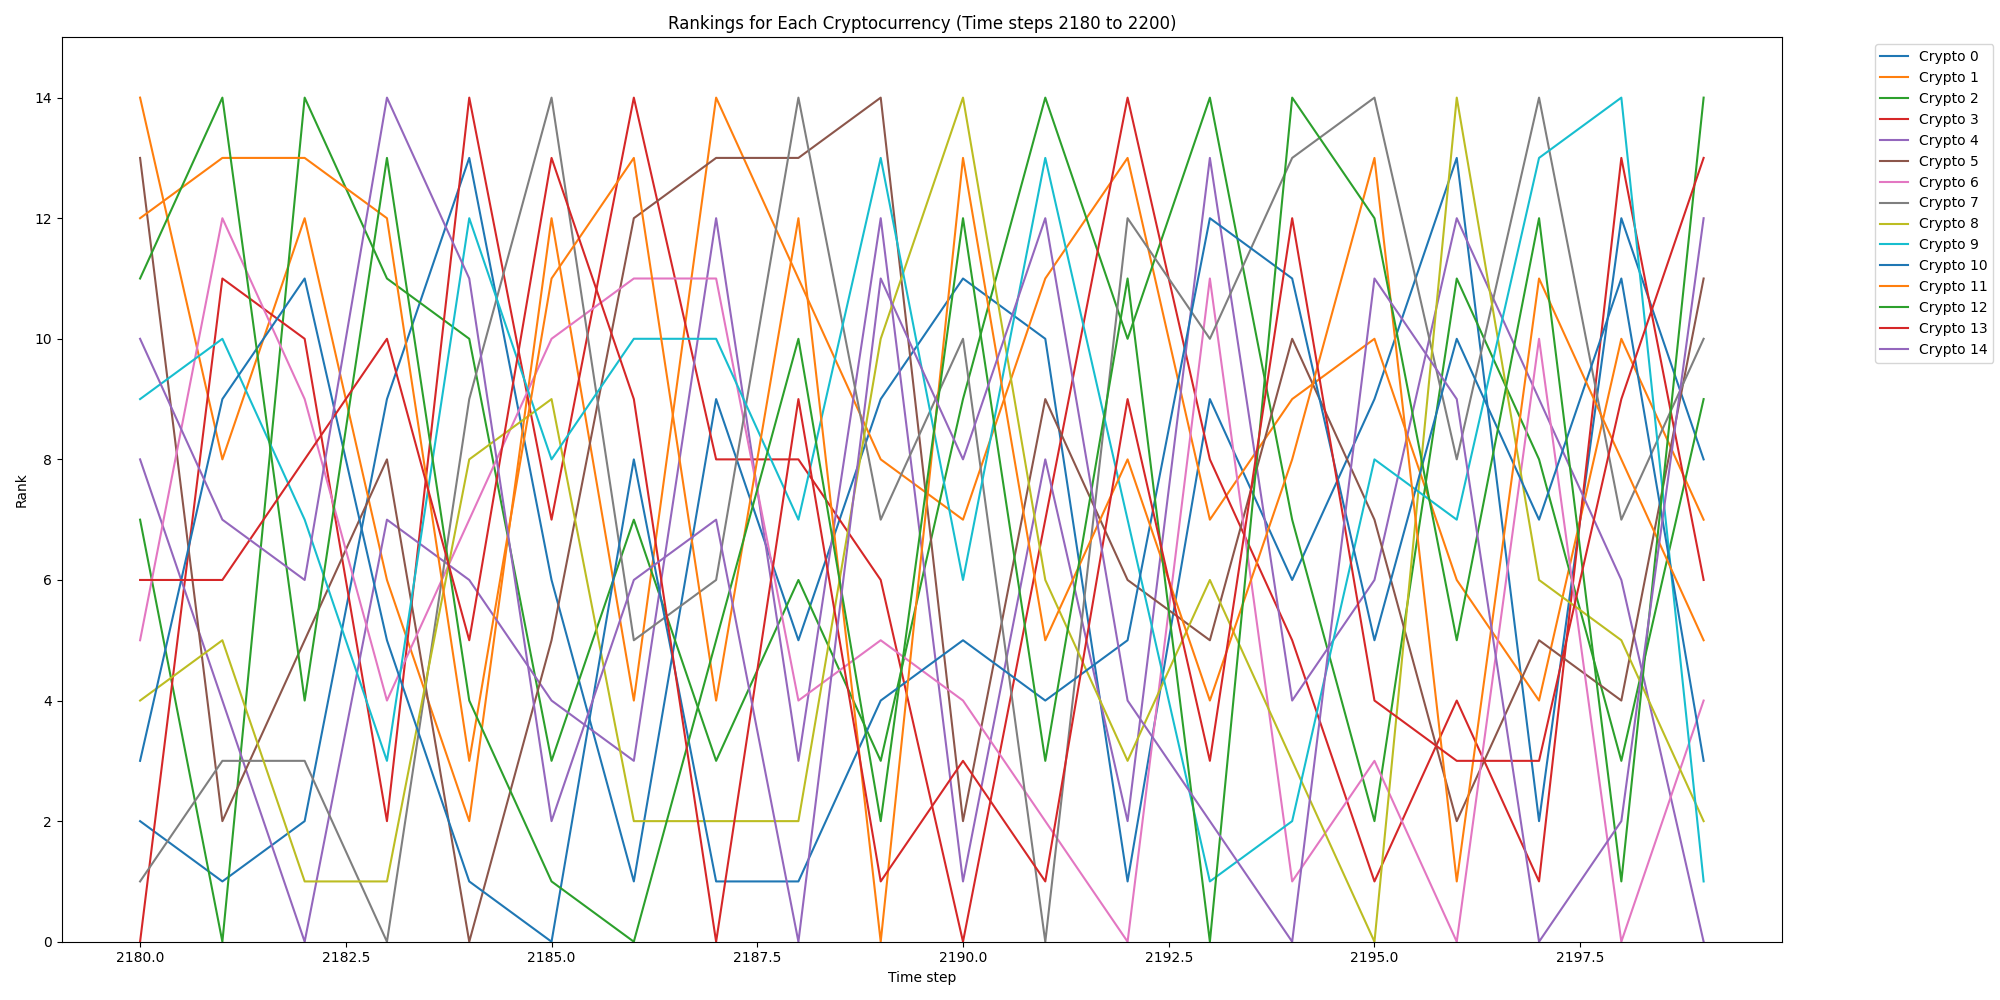 Rankings for Each Cryptocurrency (Time steps 2180 to 2200)
Crypto 0
Crypto 1
Crypto 2
Crypto 3
Crypto 4
Crypto 5
Crypto 6
Crypto 7
Crypto 8
Crypto 9
Crypto 10
Crypto 11
Crypto 12
Crypto 13
Crypto 14
Rank
14
12
10
8
6
4
2
0
2180.0 2182.5 2185.0 2187.5 2190.0 2192.5 2195.0 2197.5
Time step